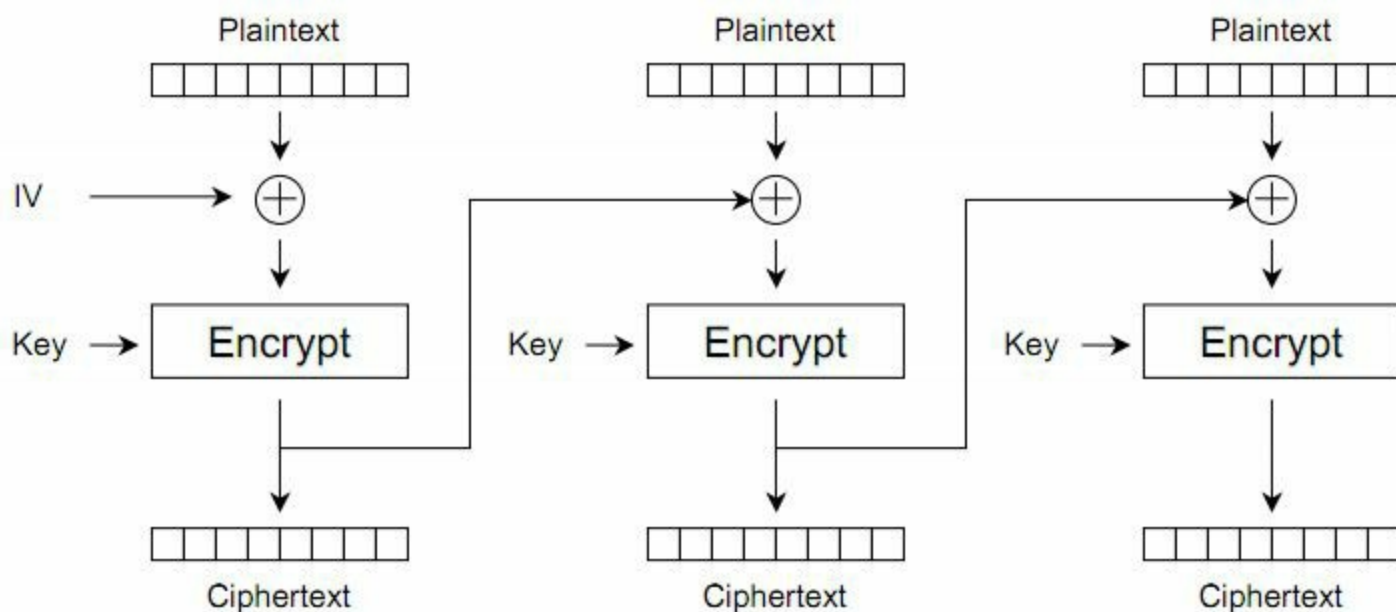 Plaintext
Plaintext
Plaintext
IV
Key
Encrypt
Key
Encrypt
Key
Encrypt
Ciphertext
Ciphertext
Ciphertext